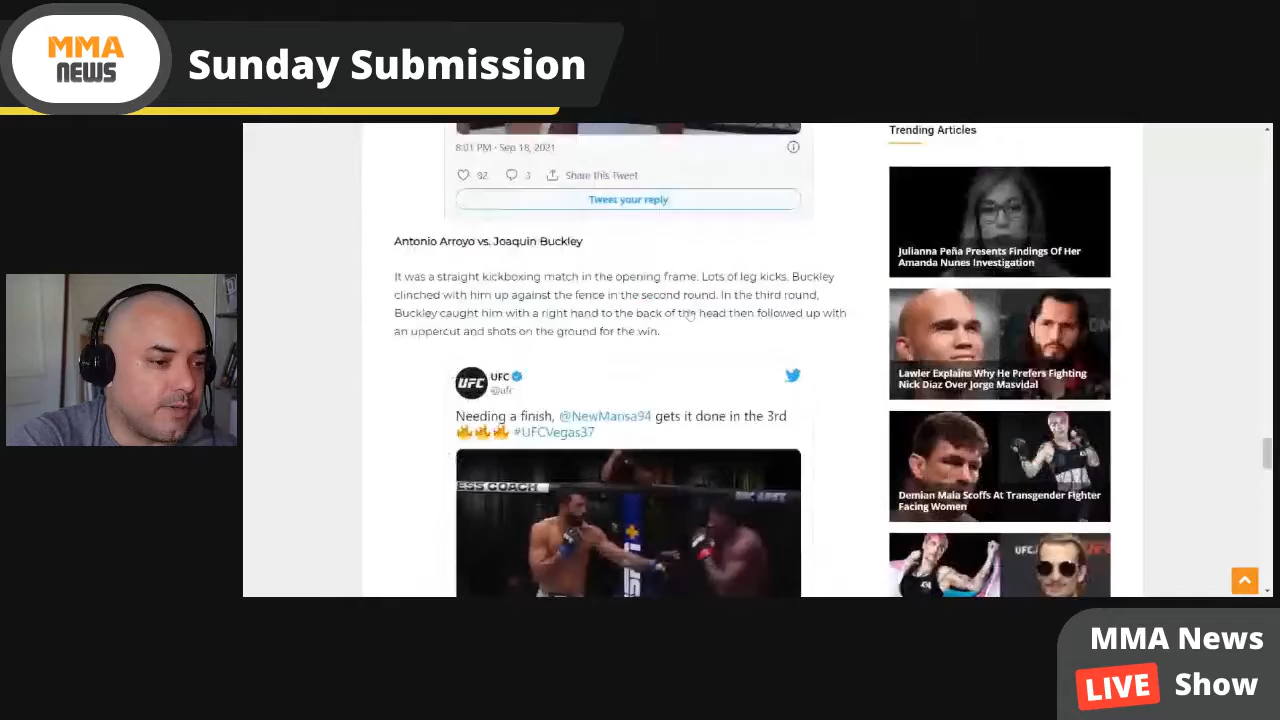 MMA
NEWS
Sunday Submission
8:01 PM · Sep 18, 2021
92
3
Share this Tweet
Tweet your reply
Antonio Arroyo vs. Joaquin Buckley
It was a straight kickboxing match in the opening frame. Lots of leg kicks. Buckley
clinched with him up against the fence in the second round. In the third round,
Buckley caught him with a right hand to the back of the head then followed up with
an uppercut and shots on the ground for the win.
UFC
UFC
@ufc
Needing a finish, @NewMansa94 gets it done in the 3rd
#UFCVegas37
ESS COACH
Trending Articles
Julianna Peña Presents Findings Of Her
Amanda Nunes Investigation
Lawler Explains Why He Prefers Fighting
Nick Diaz Over Jorge Masvidal
Demian Maia Scoffs At Transgender Fighter
Facing Women
UFC
MMA News
LIVE Show